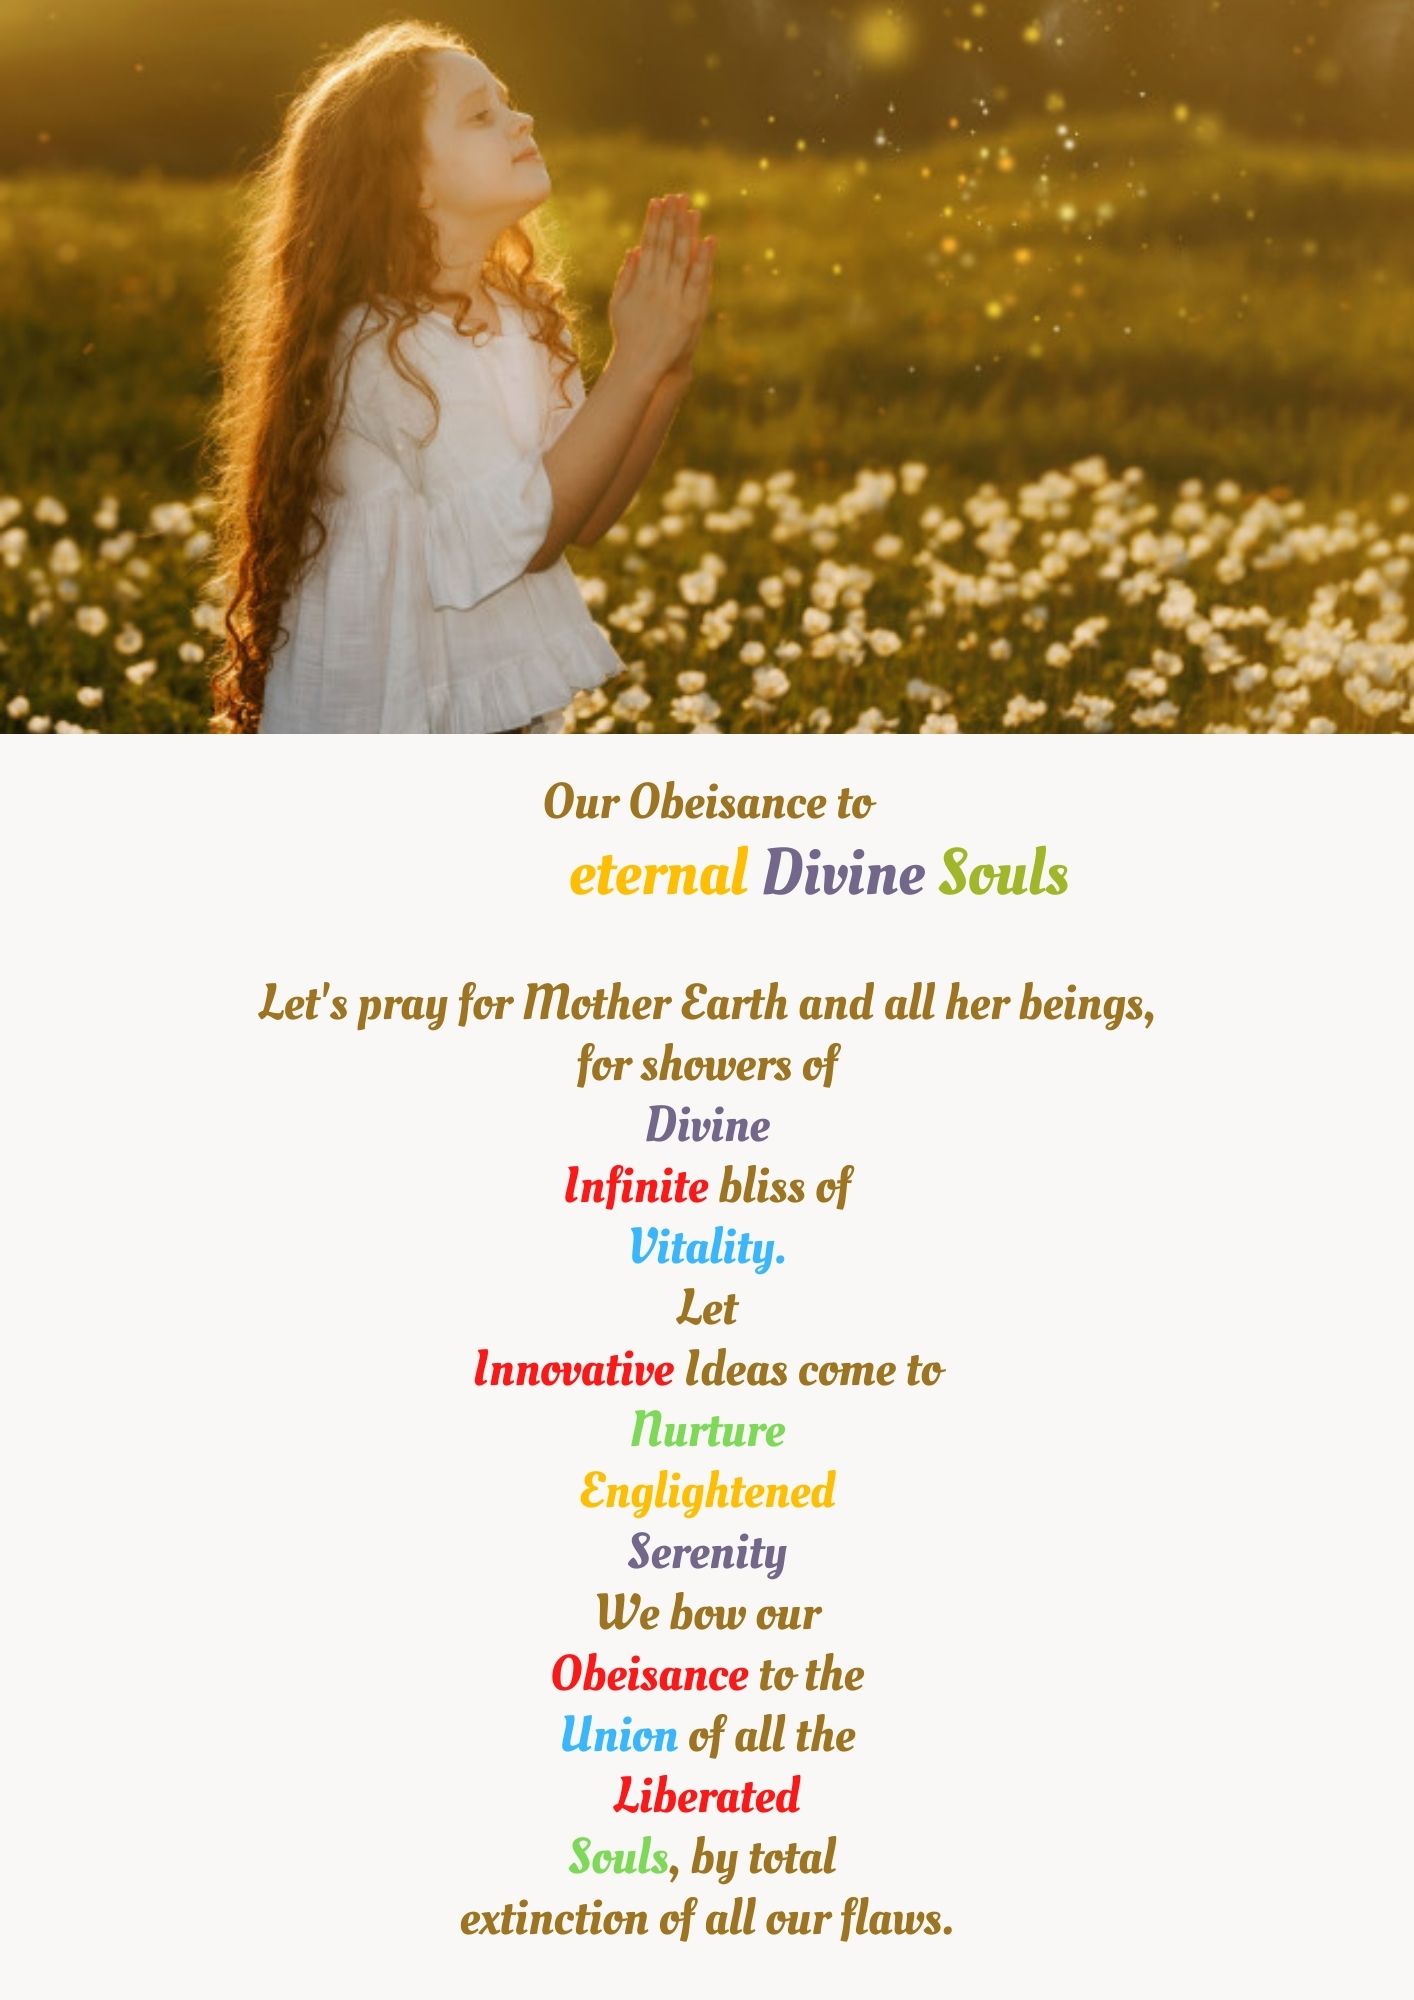 Our Obeisance to
eternal Divine Souls
Let's pray for Mother Earth and all her beings,
for showers of
Divine
Infinite bliss of
Vitality.
Let
Innovative Ideas come to
Nurture
Englightened
Serenity
We bow our
Obeisance to the
Union of all the
Liberated
Souls, by total
extinction of all our flaws.